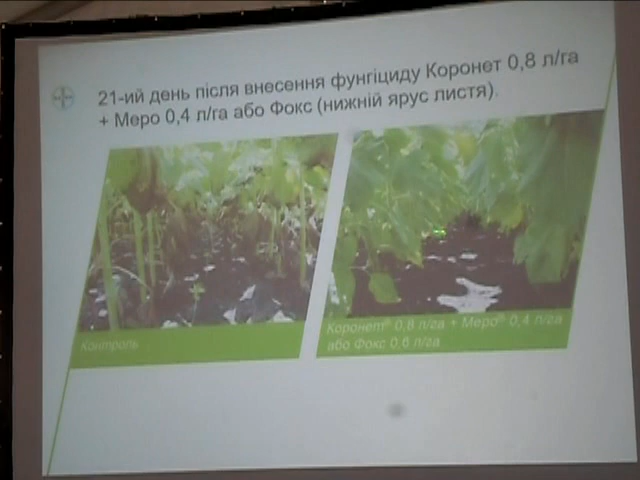 21-ий день після внесення фунгіциду Коронет 0,8 л/га
+ Меро 0,4 л/га або Фокс (нижній ярус листя).
Контроль
Коронет® 0,8 л/га + Меро® 0,4 л/га
або Фокс 0,6 л/га